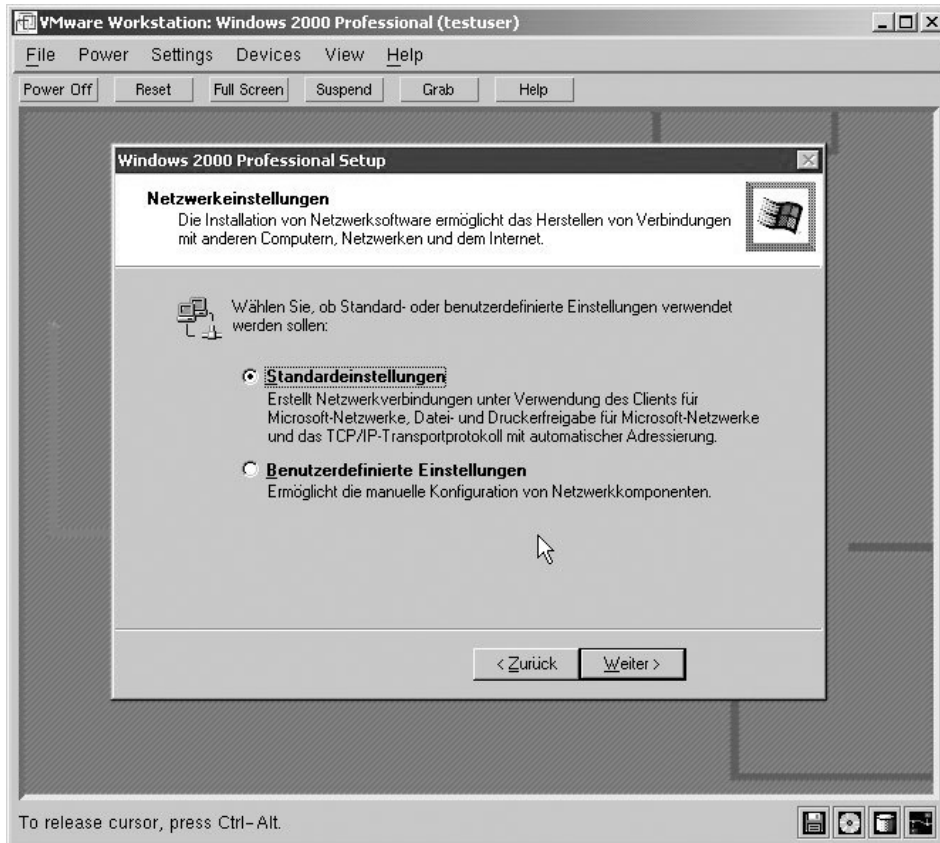 VMware Workstation: Windows 2000 Professional (testuser)
File Power Settings Devices View Help
Power Off Reset Full Screen Suspend Grab Help
Windows 2000 Professional Setup
Netzwerkeinstellungen
Die Installation von Netzwerksoftware ermöglicht das Herstellen von Verbindungen
mit anderen Computern, Netzwerken und dem Internet.
Wählen Sie, ob Standard- oder benutzerdefinierte Einstellungen verwendet
werden sollen:
Standardeinstellungen
Erstellt Netzwerkverbindungen unter Verwendung des Clients für
Microsoft-Netzwerke, Datei- und Druckerfreigabe für Microsoft-Netzwerke
und das TCP/IP-Transportprotokoll mit automatischer Adressierung.
Benutzerdefinierte Einstellungen
Ermöglicht die manuelle Konfiguration von Netzwerkkomponenten.
< Zurück Weiter >
To release cursor, press Ctrl-Alt.